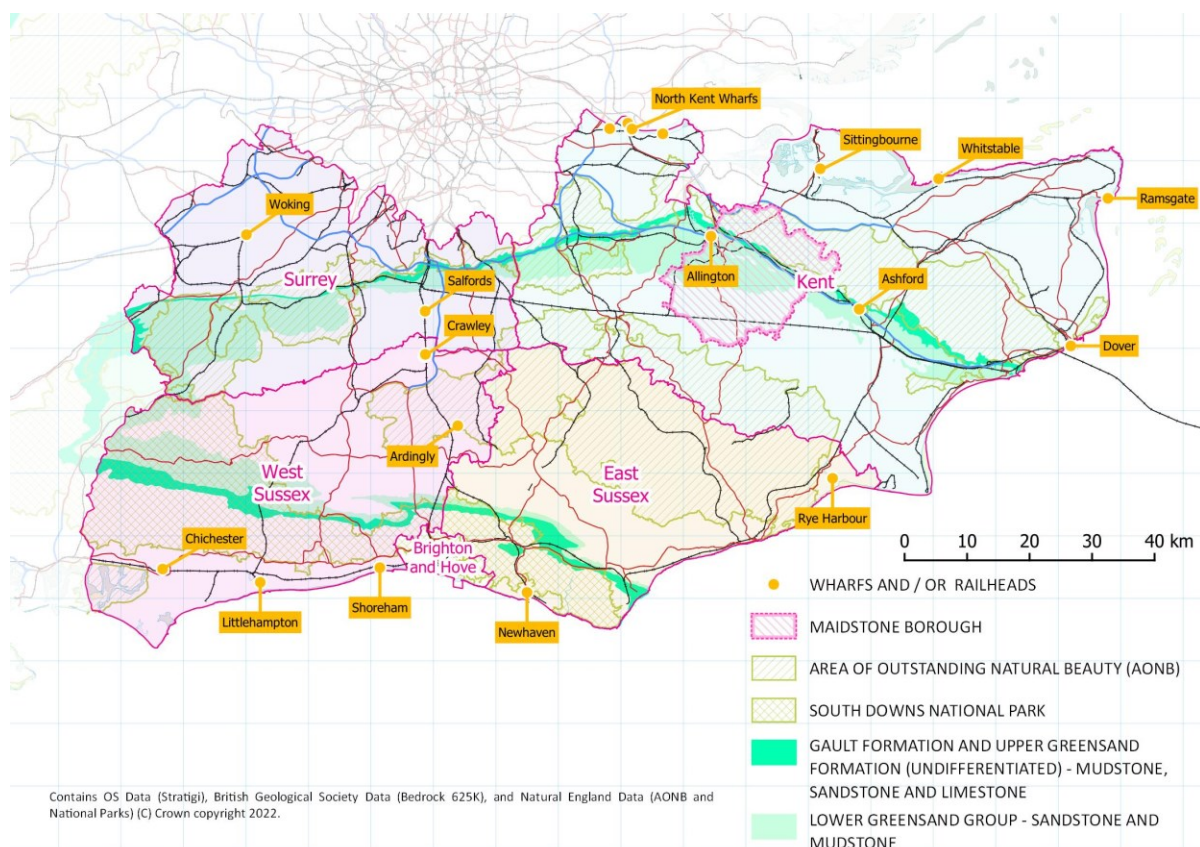 North Kent Wharfs
Sittingbourne
Whitstable
Ramsgate
Woking
Surrey
Salfords
Allington
Kent
Ashford
Crawley
Dover
Ardingly
West
Sussex
East
Sussex
Rye Harbour
Chichester
Brighton
and Hove
Littlehampton
Shoreham
Newhaven
0 10 20 30 40 km
WHARFS AND / OR RAILHEADS
MAIDSTONE BOROUGH
AREA OF OUTSTANDING NATURAL BEAUTY (AONB)
SOUTH DOWNS NATIONAL PARK
GAULT FORMATION AND UPPER GREENSAND
FORMATION (UNDIFFERENTIATED) - MUDSTONE,
SANDSTONE AND LIMESTONE
LOWER GREENSAND GROUP - SANDSTONE AND
MUDSTONE
Contains OS Data (Stratigi), British Geological Society Data (Bedrock 625K), and Natural England Data (AONB and
National Parks) (C) Crown copyright 2022.